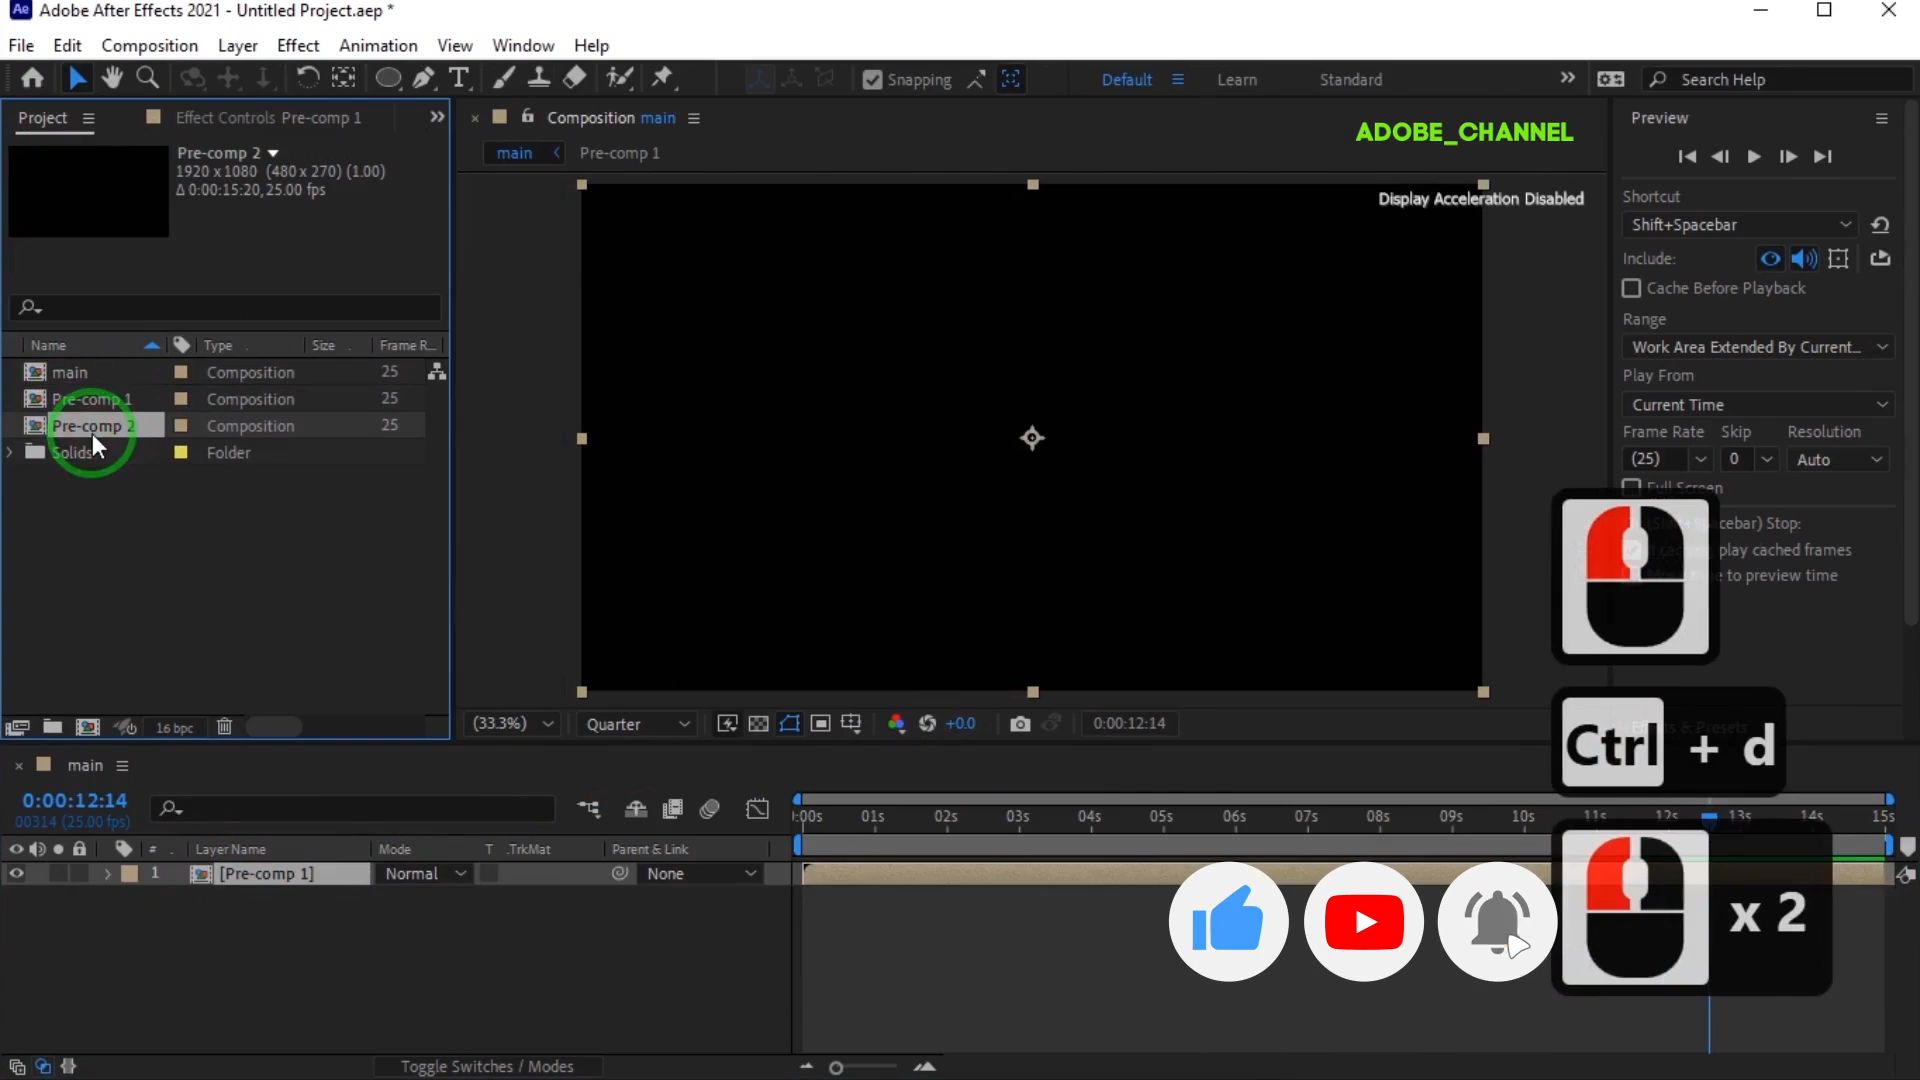 Ae Adobe After Effects 2021 - Untitled Project.aep *
File Edit Composition Layer Effect Animation View Window Help
Snapping Default Learn Standard Search Help
Project Effect Controls Pre-comp 1
Composition main
ADOBE_CHANNEL
Preview
main Pre-comp 1
Pre-comp 2
1920 x 1080 (480 x 270) (1.00)
Δ 0:00:15:20, 25.00 fps
Display Acceleration Disabled
Shortcut
Shift+Spacebar
Include:
Cache Before Playback
Range
Work Area Extended By Current...
Play From
Current Time
Frame Rate Skip Resolution
(25) 0 Auto
Full Screen
Stop:
play cached frames
to preview time
Name Type Size Frame R...
main Composition 25
Pre-comp 1 Composition 25
Pre-comp 2 Composition 25
Solids Folder
16 bpc
(33.3%) Quarter +0.0 0:00:12:14
Ctrl + d
x 2
main
0:00:12:14
00314 (25.00 fps)
:00s 01s 02s 03s 04s 05s 06s 07s 08s 09s 10s 11s 12s 13s 14s 15s
# Layer Name Mode T .TrkMat Parent & Link
1 [Pre-comp 1] Normal None
Toggle Switches / Modes